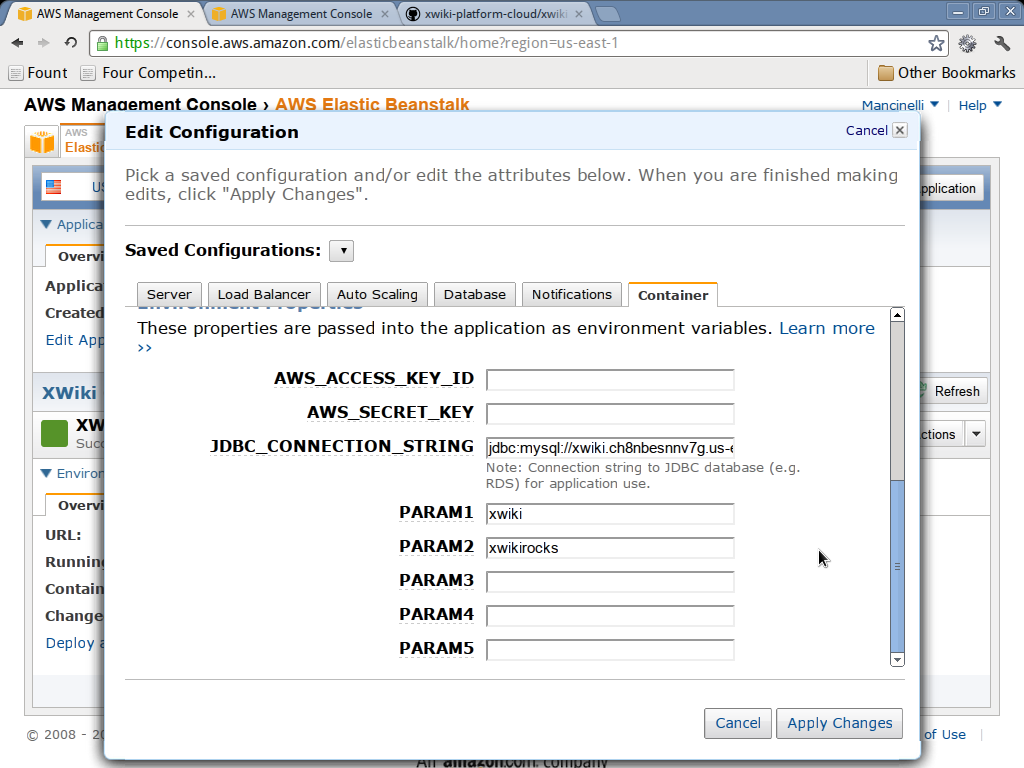 AWS Management Console
AWS Management Console
xwiki-platform-cloud/xwiki
https://console.aws.amazon.com/elasticbeanstalk/home?region=us-east-1
Fount
Four Competin...
Other Bookmarks
AWS Management Console › AWS Elastic Beanstalk
Mancinelli
Help
AWS
Elastic
US
Applica
Overvi
Applica
Created
Edit App
XWiki
Refresh
XW
Succ
ctions
Environ
Overvi
URL:
Running
Contain
Change
Deploy a
© 2008 - 20
of Use
An amazon.com. company
Edit Configuration
Cancel
Pick a saved configuration and/or edit the attributes below. When you are finished making
edits, click "Apply Changes".
Saved Configurations:
Server
Load Balancer
Auto Scaling
Database
Notifications
Container
Environment Properties
These properties are passed into the application as environment variables. Learn more
>>
AWS_ACCESS_KEY_ID
AWS_SECRET_KEY
JDBC_CONNECTION_STRING
jdbc:mysql://xwiki.ch8nbesnnv7g.us-e
Note: Connection string to JDBC database (e.g.
RDS) for application use.
PARAM1
xwiki
PARAM2
xwikirocks
PARAM3
PARAM4
PARAM5
Cancel
Apply Changes